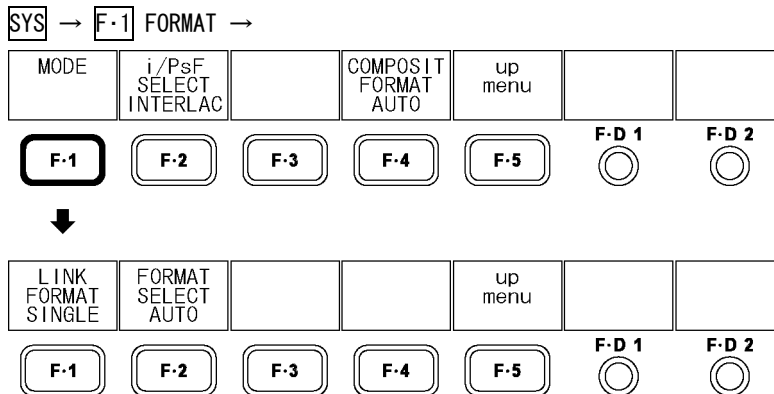 SYS → F·1 FORMAT →
MODE
i/PsF
SELECT
INTERLAC
COMPOSIT
FORMAT
AUTO
up
menu
F·1
F·2
F·3
F·4
F·5
F·D 1
F·D 2
LINK
FORMAT
SINGLE
FORMAT
SELECT
AUTO
up
menu
F·1
F·2
F·3
F·4
F·5
F·D 1
F·D 2